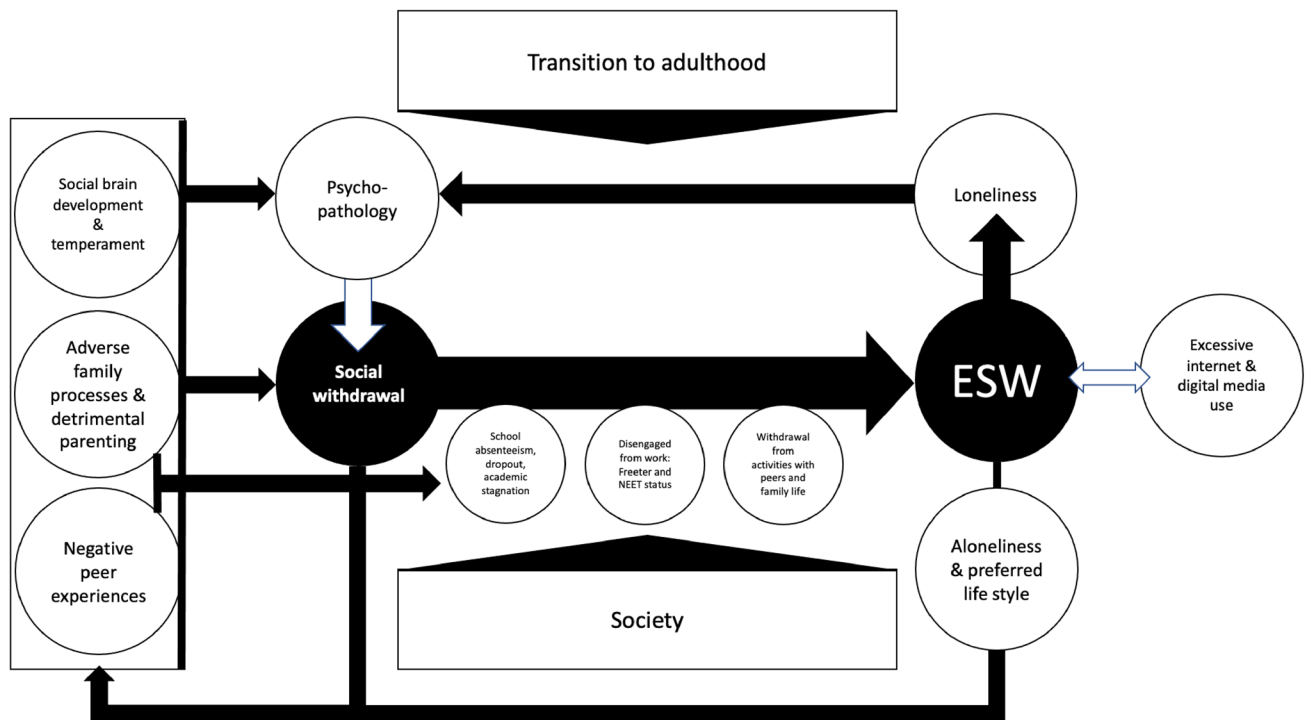 Transition to adulthood
Social brain
development
&
temperament
Psycho-
pathology
Loneliness
Adverse
family
processes &
detrimental
parenting
Social
withdrawal
ESW
Excessive
internet &
digital media
use
School
absenteeism,
dropout,
academic
stagnation
Disengaged
from work:
Freeter and
NEET status
Withdrawal
from
activities with
peers and
family life
Negative
peer
experiences
Society
Aloneliness
& preferred
life style